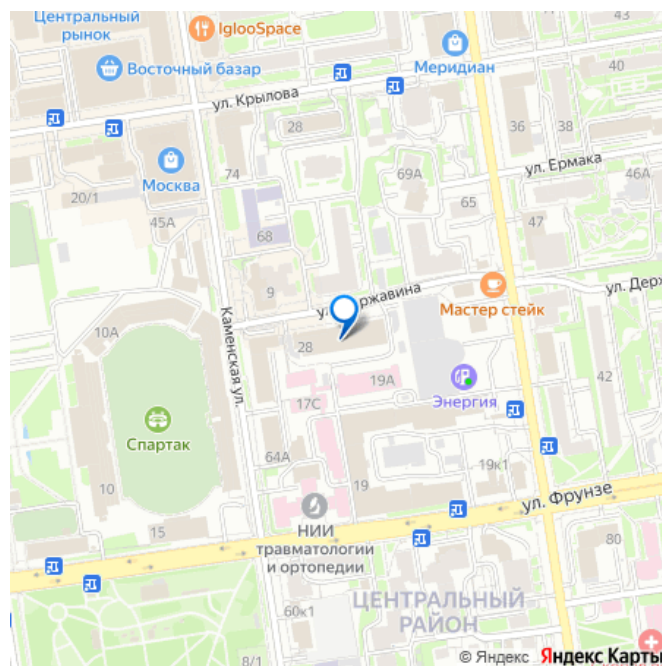 Центральный
рынок
IglooSpace
43
Восточный базар
Меридиан
40
ул. Крылова
28
36
38
74
69А
ул. Ермака
Москва
46А
20/1
65
45А
47
68
9
ул. Державина
ул. Держ
Мастер стейк
Каменская ул.
10А
28
19А
42
17С
Энергия
Спартак
64А
19к1
10
19
ул. Фрунзе
15
НИИ
травматологии
и ортопедии
80
60к1
ЦЕНТРАЛЬНЫЙ
РАЙОН
8/1
© Яндекс Яндекс Карты